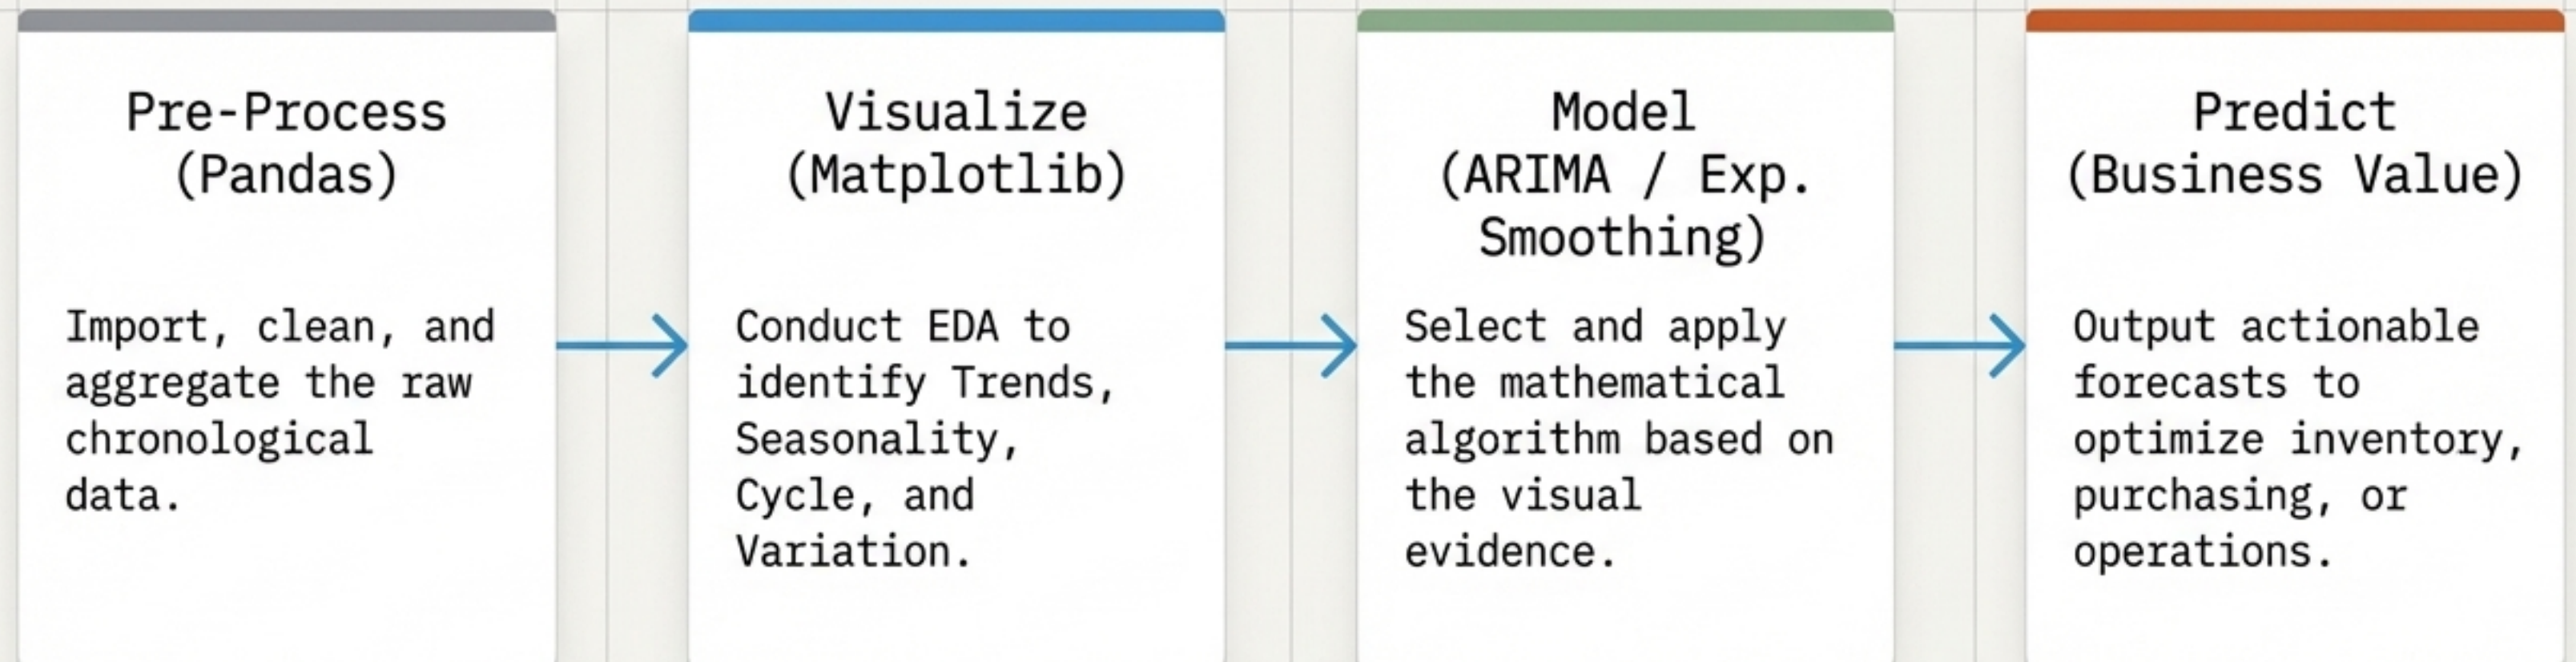 Pre-Process
(Pandas)
Import, clean, and
aggregate the raw
chronological
data.
Visualize
(Matplotlib)
Conduct EDA to
identify Trends,
Seasonality,
Cycle, and
Variation.
Model
(ARIMA / Exp.
Smoothing)
Select and apply
the mathematical
algorithm based on
the visual
evidence.
Predict
(Business Value)
Output actionable
forecasts to
optimize inventory,
purchasing, or
operations.